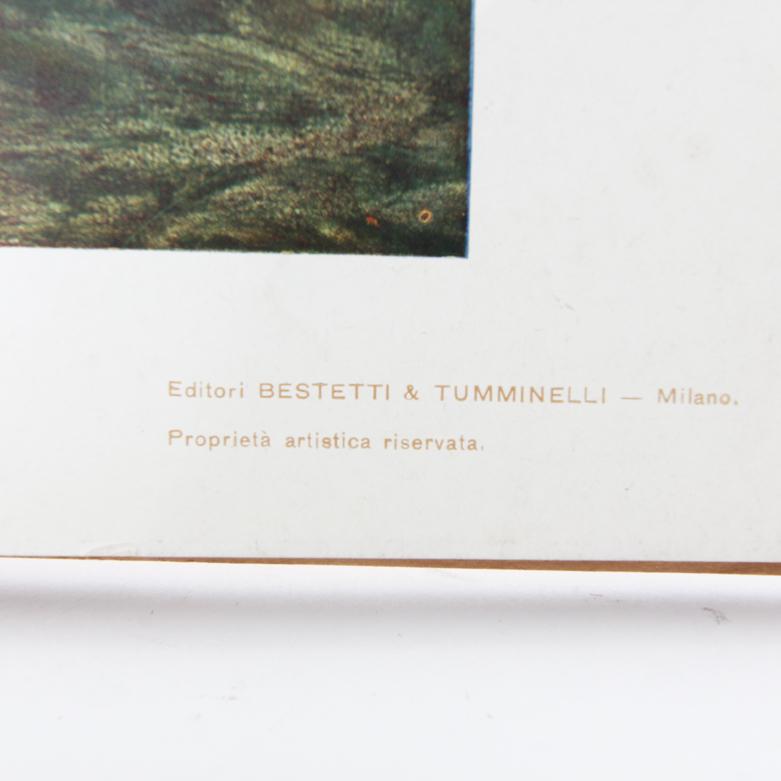 Editori BESTETTI & TUMMINELLI — Milano.
Proprietà artistica riservata.